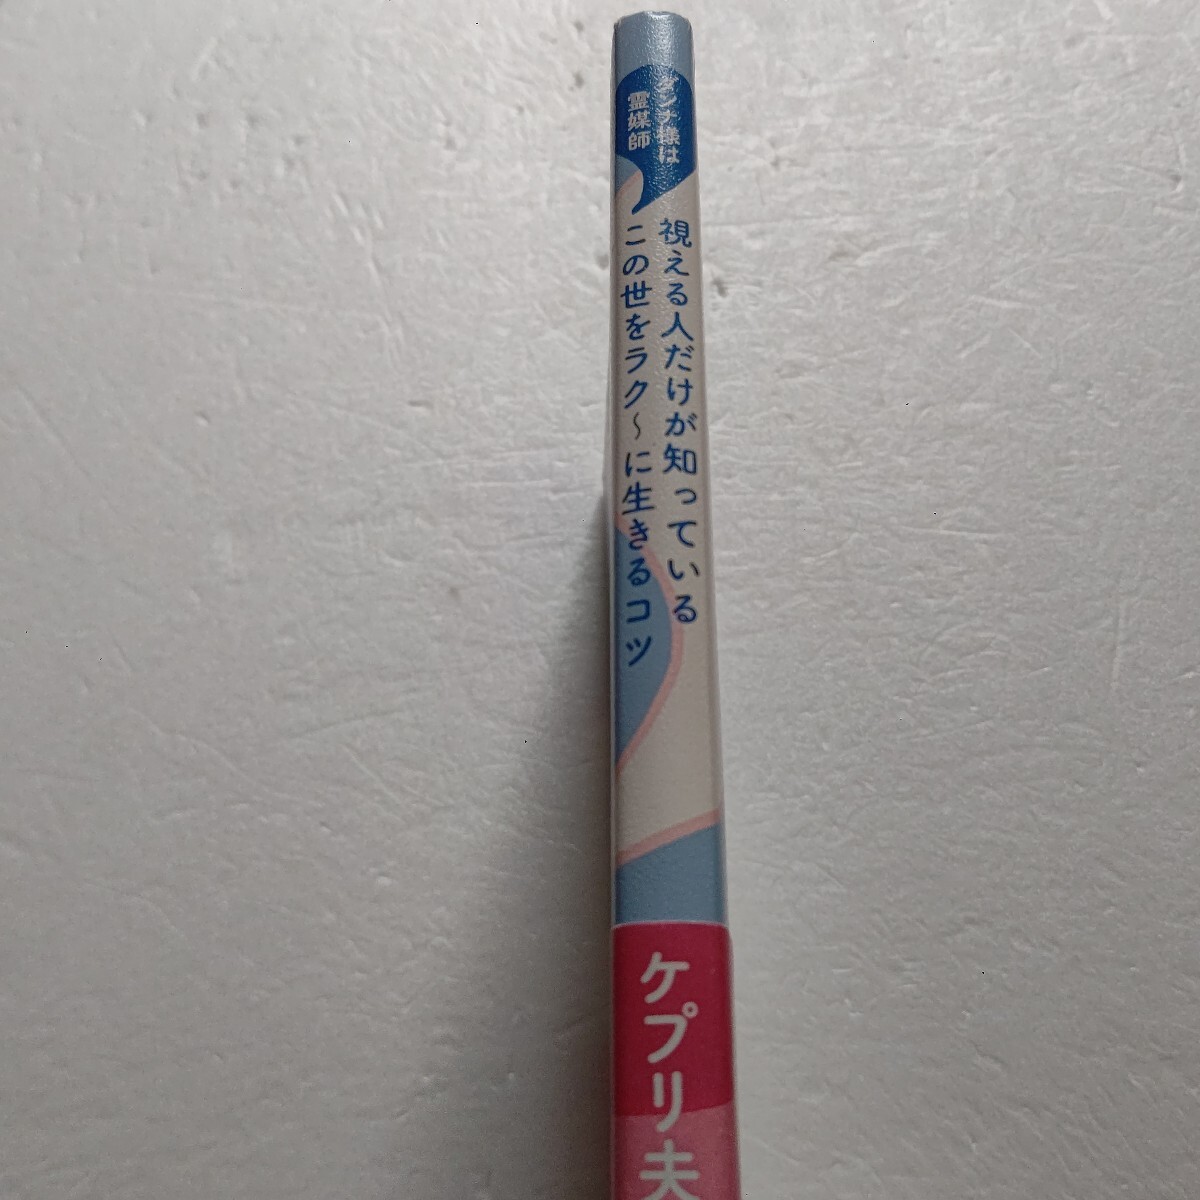 ダンナ様は
霊媒師
視える人だけが知っている
この世をラク〜に生きるコツ
ケプリ夫